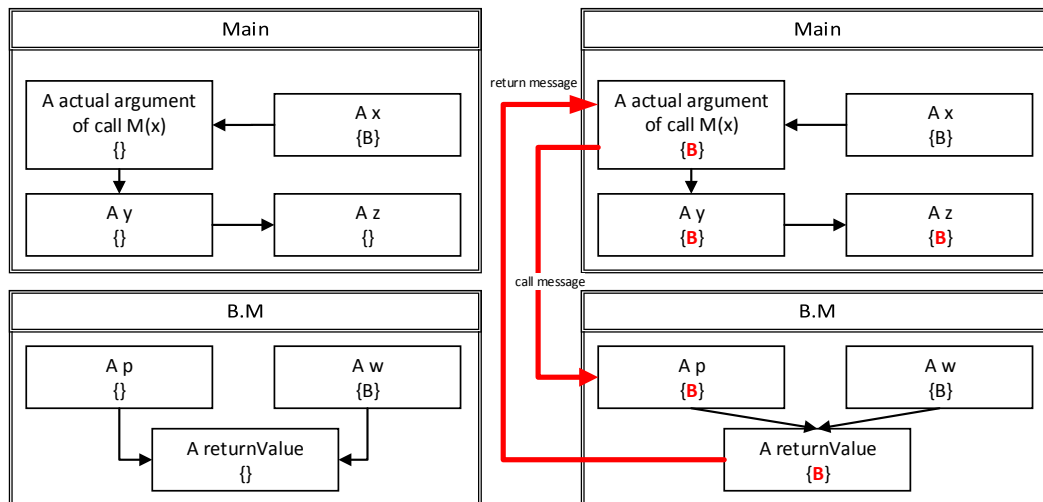 Main
A actual argument
of call M(x)
{}
A x
{B}
A y
{}
A z
{}
B.M
A p
{}
A w
{B}
A returnValue
{}
return message
call message
Main
A actual argument
of call M(x)
{B}
A x
{B}
A y
{B}
A z
{B}
B.M
A p
{B}
A w
{B}
A returnValue
{B}